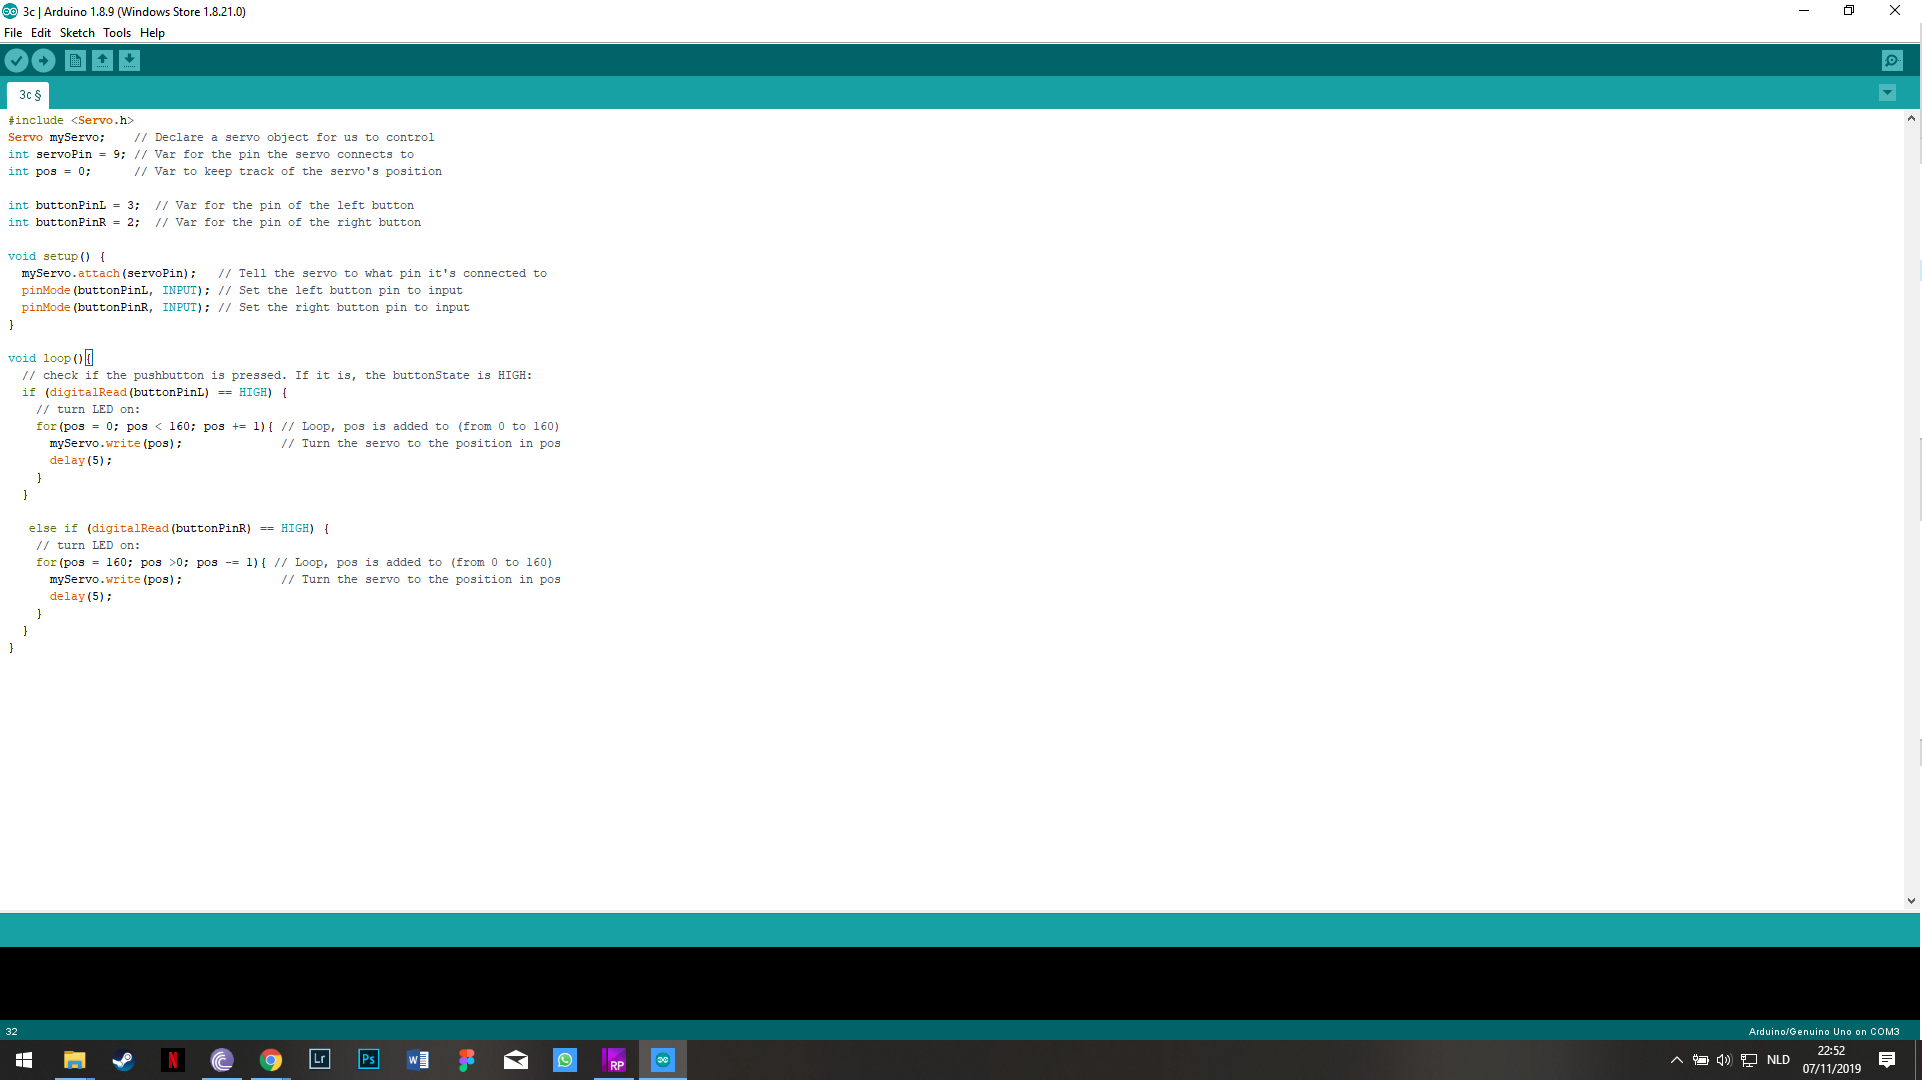 3c | Arduino 1.8.9 (Windows Store 1.8.21.0)
File Edit Sketch Tools Help
3c §
#include <Servo.h>
Servo myServo;    // Declare a servo object for us to control
int servoPin = 9; // Var for the pin the servo connects to
int pos = 0;      // Var to keep track of the servo's position

int buttonPinL = 3;  // Var for the pin of the left button
int buttonPinR = 2;  // Var for the pin of the right button

void setup() {
  myServo.attach(servoPin);   // Tell the servo to what pin it's connected to
  pinMode(buttonPinL, INPUT); // Set the left button pin to input
  pinMode(buttonPinR, INPUT); // Set the right button pin to input
}

void loop(){
  // check if the pushbutton is pressed. If it is, the buttonState is HIGH:
  if (digitalRead(buttonPinL) == HIGH) {
    // turn LED on:
    for(pos = 0; pos < 160; pos += 1){ // Loop, pos is added to (from 0 to 160)
      myServo.write(pos);              // Turn the servo to the position in pos
      delay(5);
    }
  }

   else if (digitalRead(buttonPinR) == HIGH) {
    // turn LED on:
    for(pos = 160; pos >0; pos -= 1){ // Loop, pos is added to (from 0 to 160)
      myServo.write(pos);              // Turn the servo to the position in pos
      delay(5);
    }
  }
}
32
Arduino/Genuino Uno on COM3
Lr
Ps
W
RP
NLD
22:52
07/11/2019